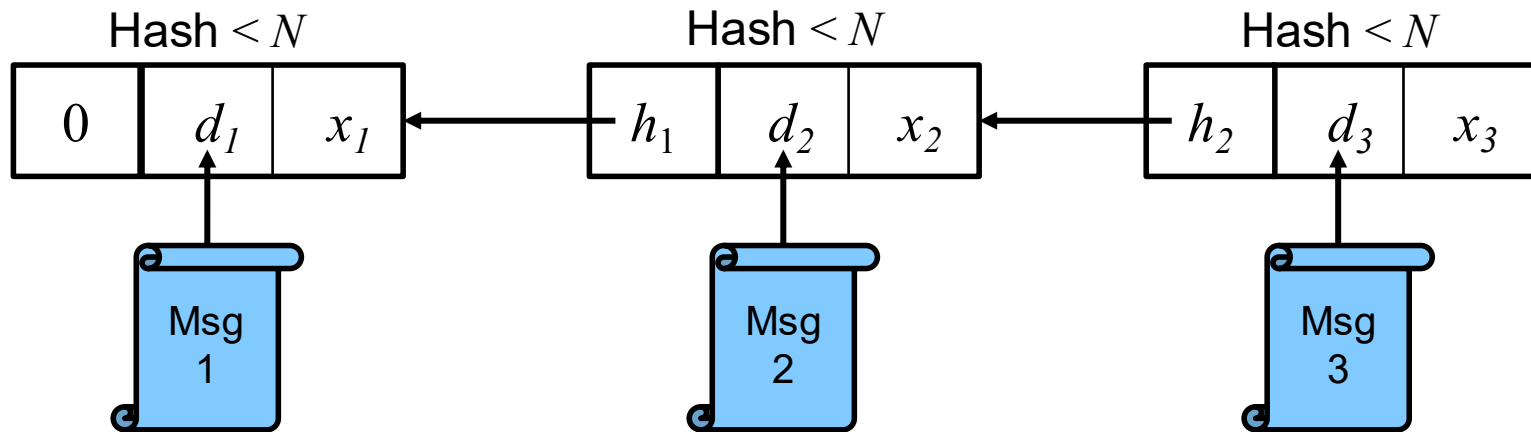 Hash < N Hash < N Hash < N
0 d₁ x₁ h₁ d₂ x₂ h₂ d₃ x₃
Msg Msg Msg
1 2 3